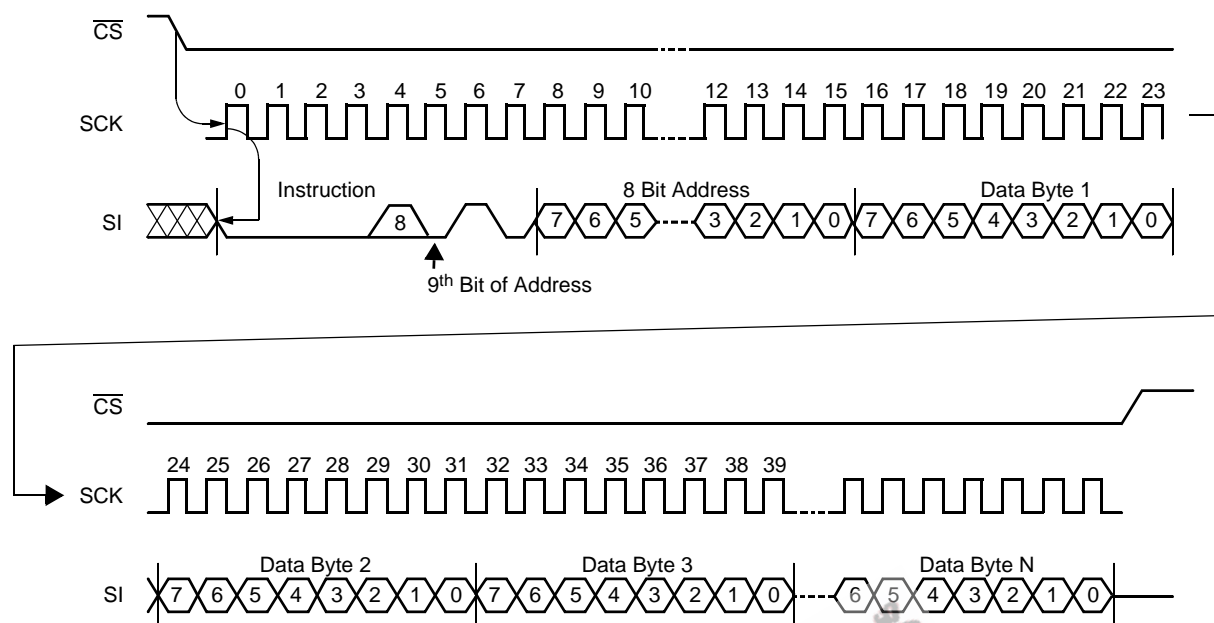 CS
0 1 2 3 4 5 6 7 8 9 10 12 13 14 15 16 17 18 19 20 21 22 23
SCK
Instruction 8 Bit Address Data Byte 1
SI 8 7 6 5 3 2 1 0 7 6 5 4 3 2 1 0
9th Bit of Address
CS
24 25 26 27 28 29 30 31 32 33 34 35 36 37 38 39
SCK
Data Byte 2 Data Byte 3 Data Byte N
SI 7 6 5 4 3 2 1 0 7 6 5 4 3 2 1 0 6 5 4 3 2 1 0